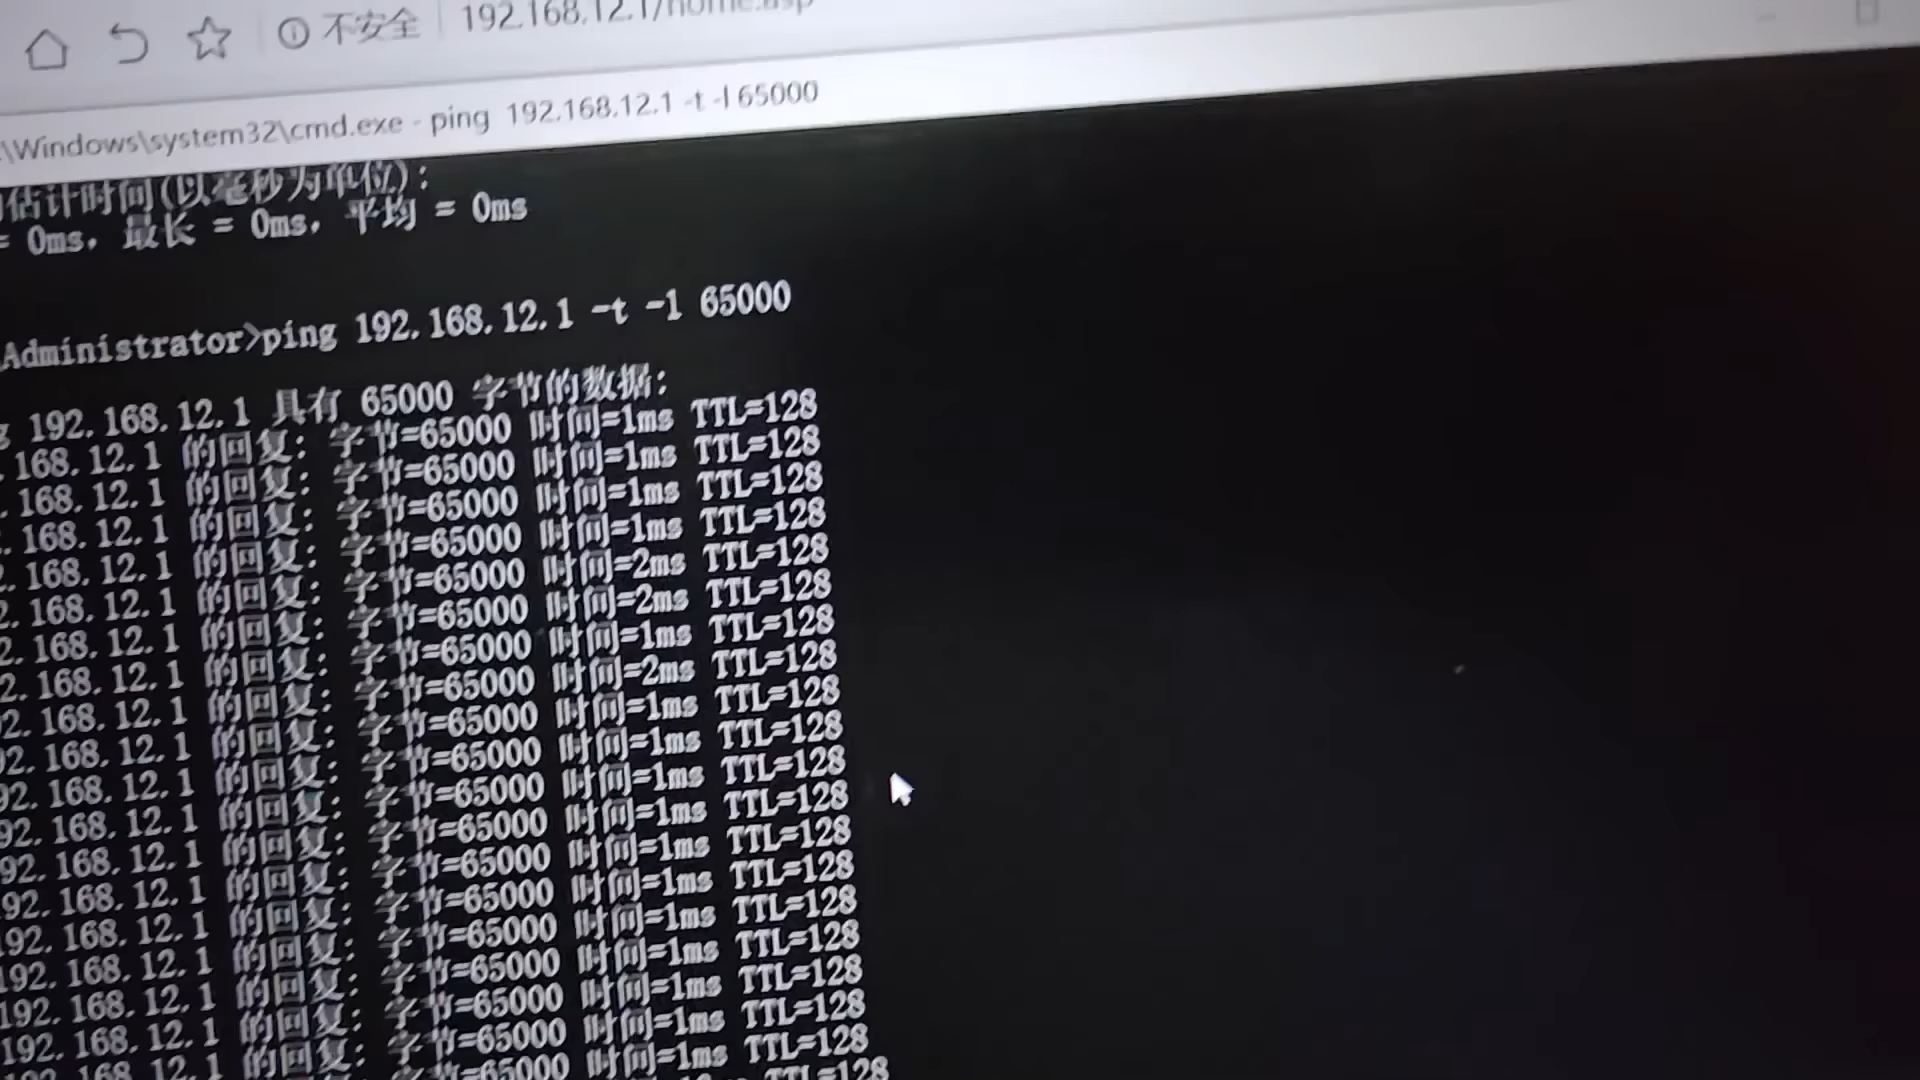 不安全 192.168.12.1/home.asp
\Windows\system32\cmd.exe - ping 192.168.12.1 -t -l 65000
估计时间(以毫秒为单位):
= 0ms，最长 = 0ms，平均 = 0ms
Administrator>ping 192.168.12.1 -t -l 65000
192.168.12.1 具有 65000 字节的数据:
.168.12.1 的回复: 字节=65000 时间=1ms TTL=128
.168.12.1 的回复: 字节=65000 时间=1ms TTL=128
.168.12.1 的回复: 字节=65000 时间=1ms TTL=128
2.168.12.1 的回复: 字节=65000 时间=1ms TTL=128
2.168.12.1 的回复: 字节=65000 时间=2ms TTL=128
2.168.12.1 的回复: 字节=65000 时间=2ms TTL=128
2.168.12.1 的回复: 字节=65000 时间=1ms TTL=128
2.168.12.1 的回复: 字节=65000 时间=2ms TTL=128
92.168.12.1 的回复: 字节=65000 时间=1ms TTL=128
92.168.12.1 的回复: 字节=65000 时间=1ms TTL=128
92.168.12.1 的回复: 字节=65000 时间=1ms TTL=128
92.168.12.1 的回复: 字节=65000 时间=1ms TTL=128
92.168.12.1 的回复: 字节=65000 时间=1ms TTL=128
192.168.12.1 的回复: 字节=65000 时间=1ms TTL=128
192.168.12.1 的回复: 字节=65000 时间=1ms TTL=128
192.168.12.1 的回复: 字节=65000 时间=1ms TTL=128
192.168.12.1 的回复: 字节=65000 时间=1ms TTL=128
192.168.12.1 的回复: 字节=65000 时间=1ms TTL=128
192.168.12.1 的回复: 字节=65000 时间=1ms TTL=128
TTL=128